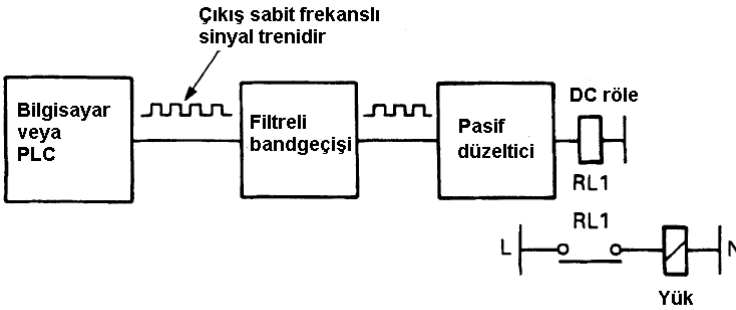 Çıkış sabit frekanslı
sinyal trenidir
Bilgisayar
veya
PLC
Filtreli
bandgeçişi
Pasif
düzeltici
DC röle
RL1
RL1
L
N
Yük